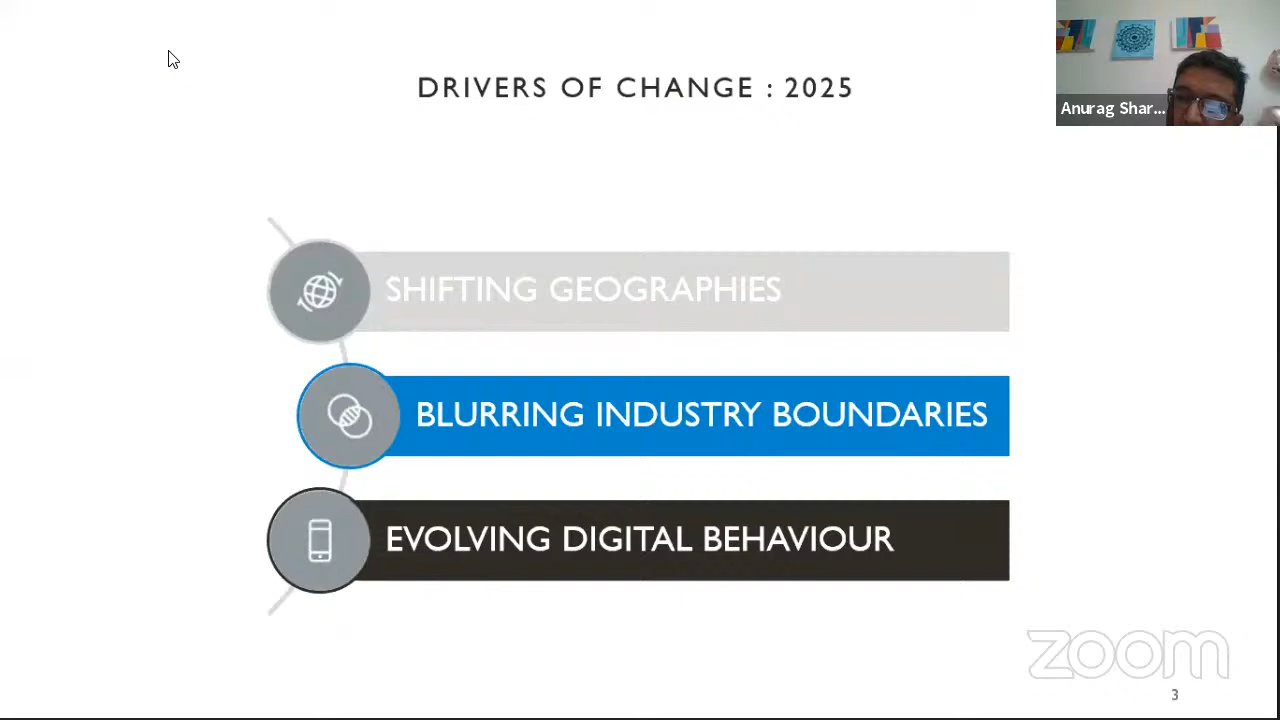 DRIVERS OF CHANGE : 2025
Anurag Shar...
SHIFTING GEOGRAPHIES
BLURRING INDUSTRY BOUNDARIES
EVOLVING DIGITAL BEHAVIOUR
zoom
3